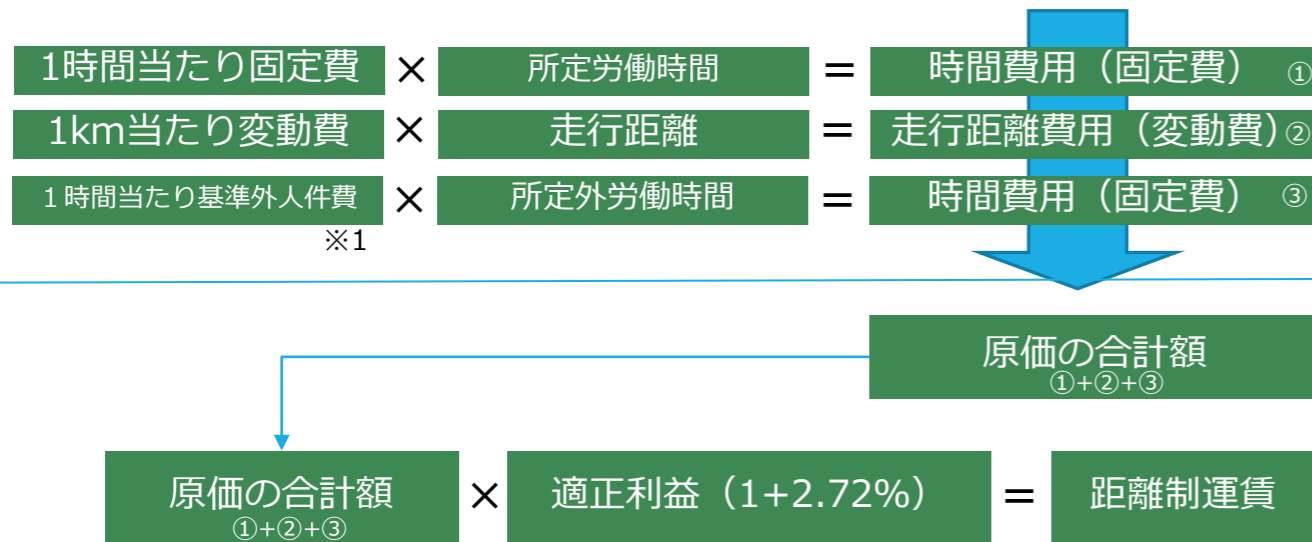 1時間当たり固定費 × 所定労働時間 = 時間費用（固定費） ①
1km当たり変動費 × 走行距離 = 走行距離費用（変動費）②
１時間当たり基準外人件費 × 所定外労働時間 = 時間費用（固定費） ③
※1
原価の合計額
①+②+③
原価の合計額 × 適正利益（1+2.72%） = 距離制運賃
①+②+③